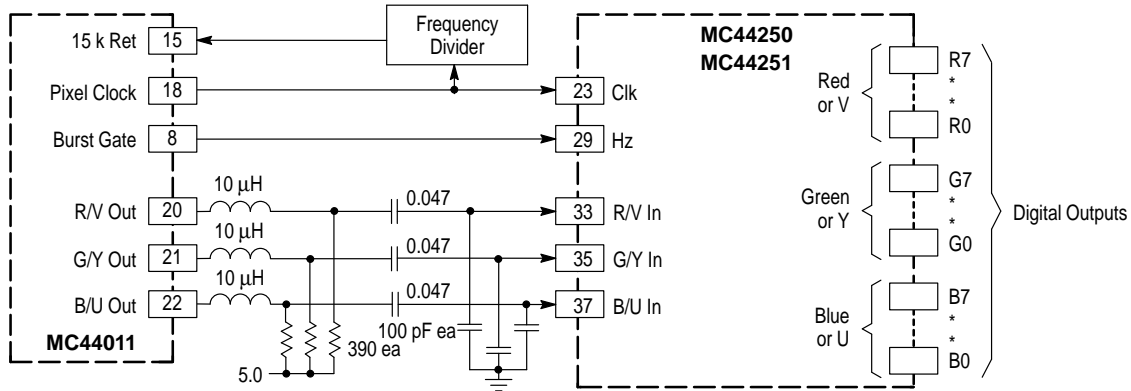 15 k Ret
15
Frequency
Divider
MC44250
MC44251
Pixel Clock
18
23
Clk
Burst Gate
8
29
Hz
10 µH
0.047
R/V Out
20
33
R/V In
10 µH
0.047
G/Y Out
21
35
G/Y In
10 µH
0.047
B/U Out
22
37
B/U In
MC44011
100 pF ea
390 ea
5.0
Red
or V
R7
*
*
R0
Green
or Y
G7
*
*
G0
Blue
or U
B7
*
*
B0
Digital Outputs